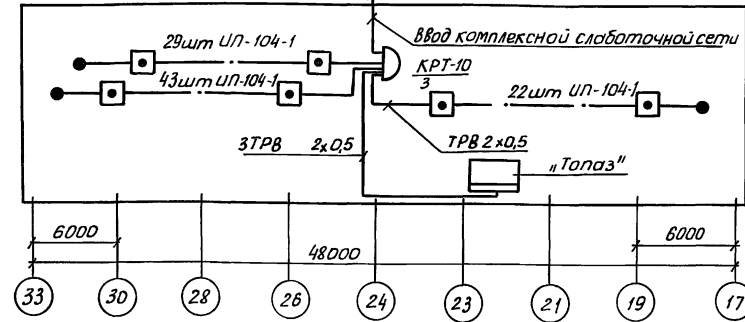 Ввод комплексной слаботочной сети
29шт ИП-104-1
КРТ-10
3
43шт ИП-104-1
22шт ИП-104-1
3ТРВ 2х0,5
ТРВ 2х0,5
„Топаз"
6000
48000
6000
33 30 28 26 24 23 21 19 17